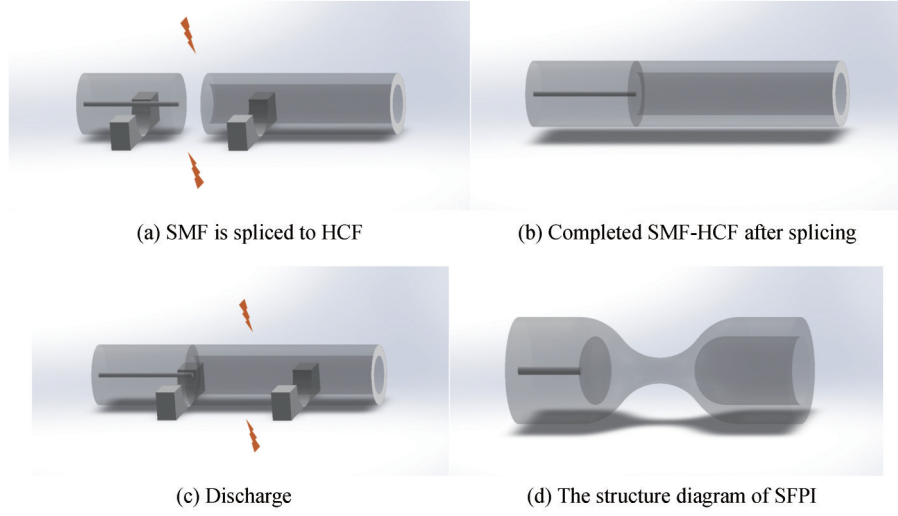 (a) SMF is spliced to HCF
(b) Completed SMF-HCF after splicing
(c) Discharge
(d) The structure diagram of SFPI